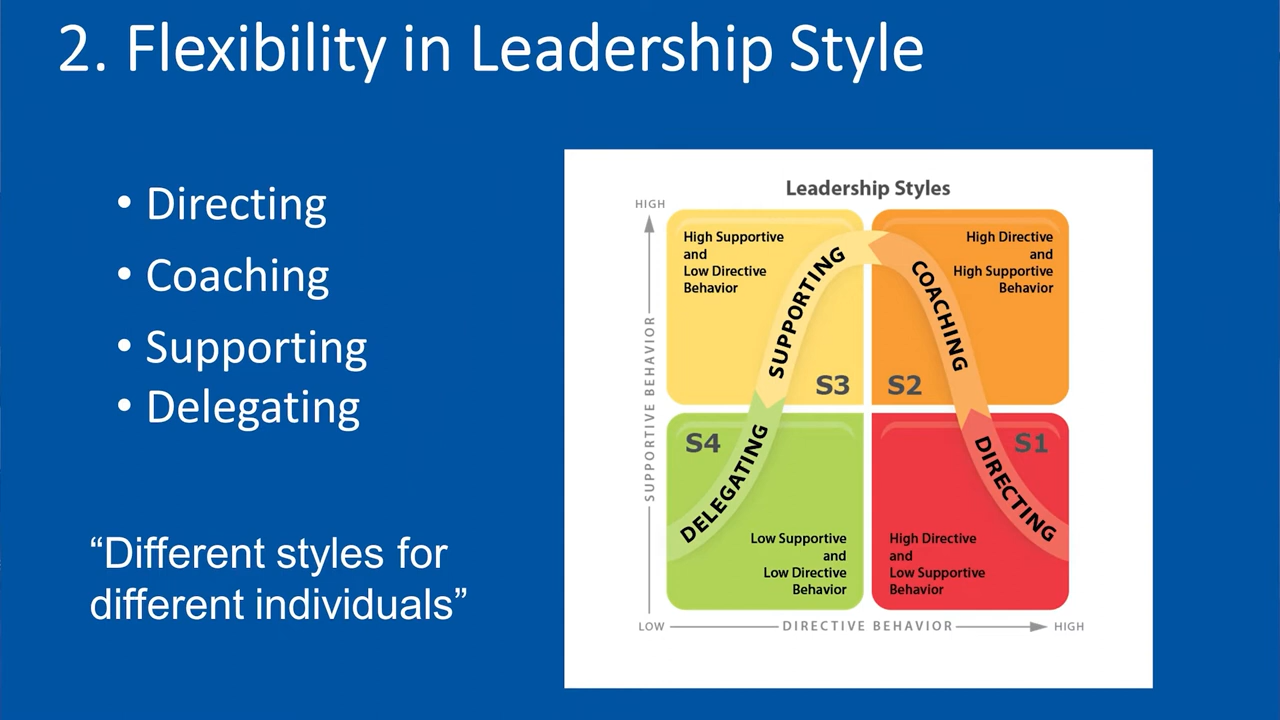 2. Flexibility in Leadership Style
• Directing
• Coaching
• Supporting
• Delegating
“Different styles for
different individuals”
Leadership Styles
HIGH
SUPPORTIVE BEHAVIOR
High Supportive
and
Low Directive
Behavior
SUPPORTING
S3
High Directive
and
High Supportive
Behavior
COACHING
S2
S4
DELEGATING
Low Supportive
and
Low Directive
Behavior
S1
DIRECTING
High Directive
and
Low Supportive
Behavior
LOW
DIRECTIVE BEHAVIOR
HIGH